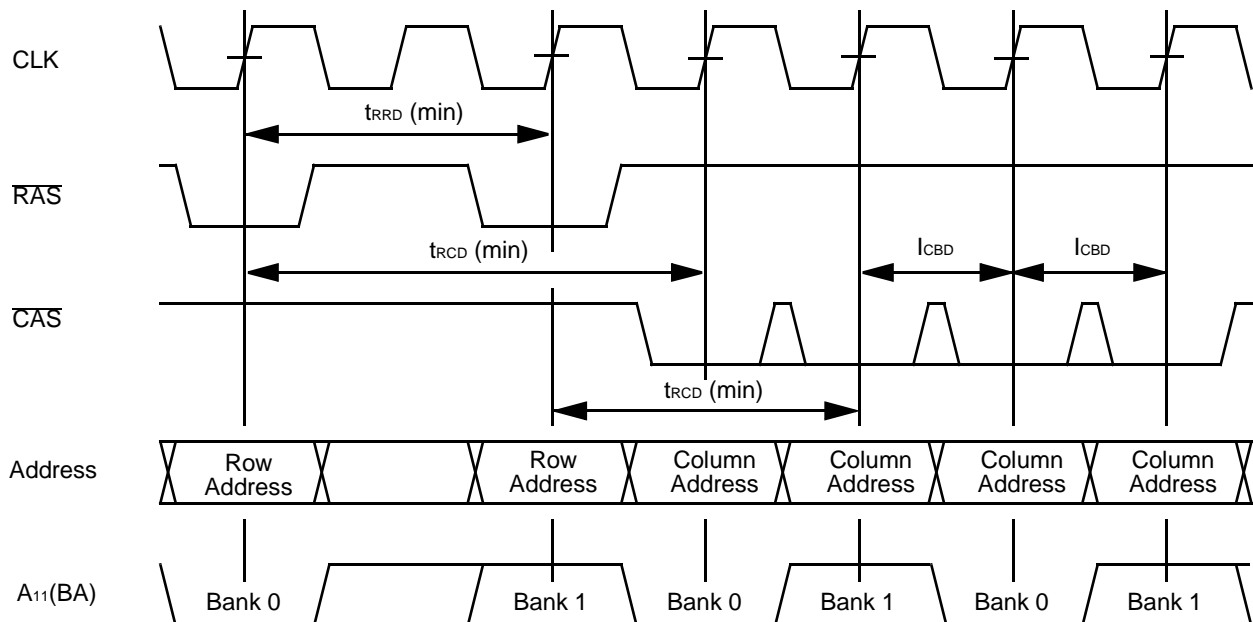 CLK
tRRD (min)
RAS
tRCD (min)
ICBD
ICBD
CAS
tRCD (min)
Address
Row
Address
Row
Address
Column
Address
Column
Address
Column
Address
Column
Address
A11(BA)
Bank 0
Bank 1
Bank 0
Bank 1
Bank 0
Bank 1